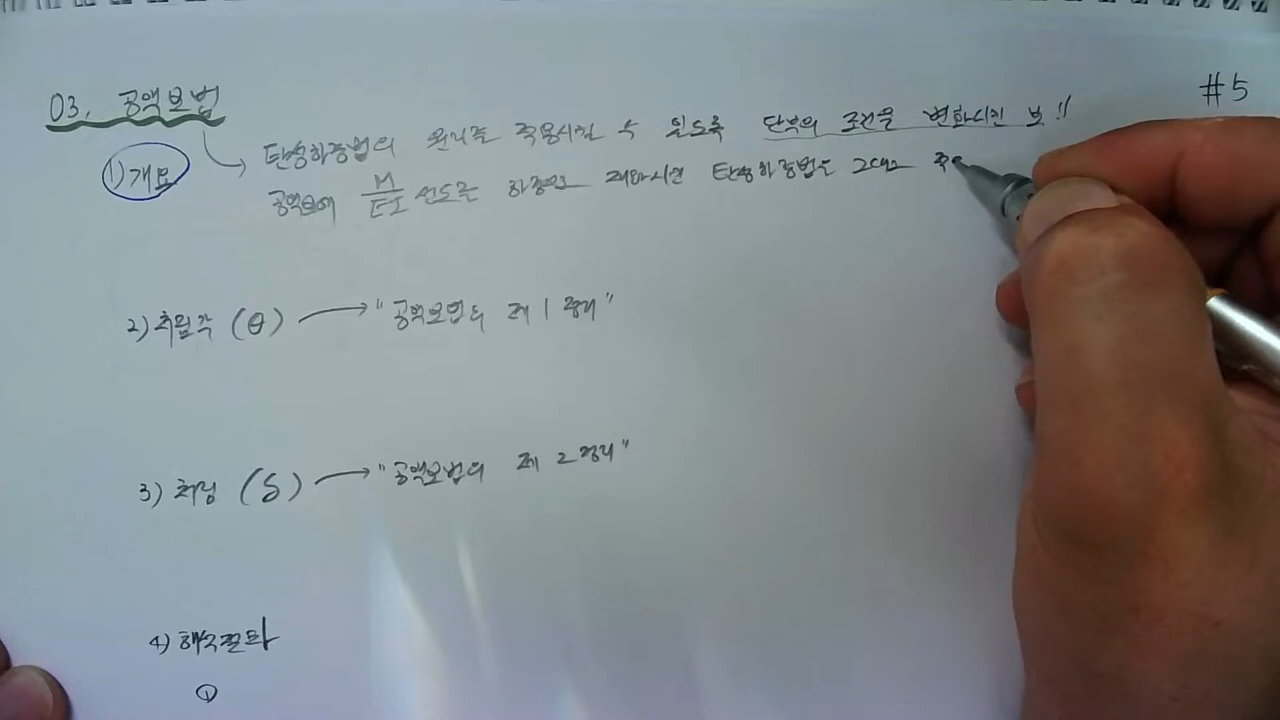 #5
03. 공액보법
탄성하중법의 원리를 적용시킬 수 있도록 단부의 조건을 변화시킨 보!!
1) 개요
공액보에 M/EI 선도를 하중으로 재하시켜 탄성하중법을 그대로
2) 처짐각 (θ) → "공액보법의 제 1 정리"
3) 처짐 (δ) → "공액보법의 제 2 정리"
4) 해석절차
①